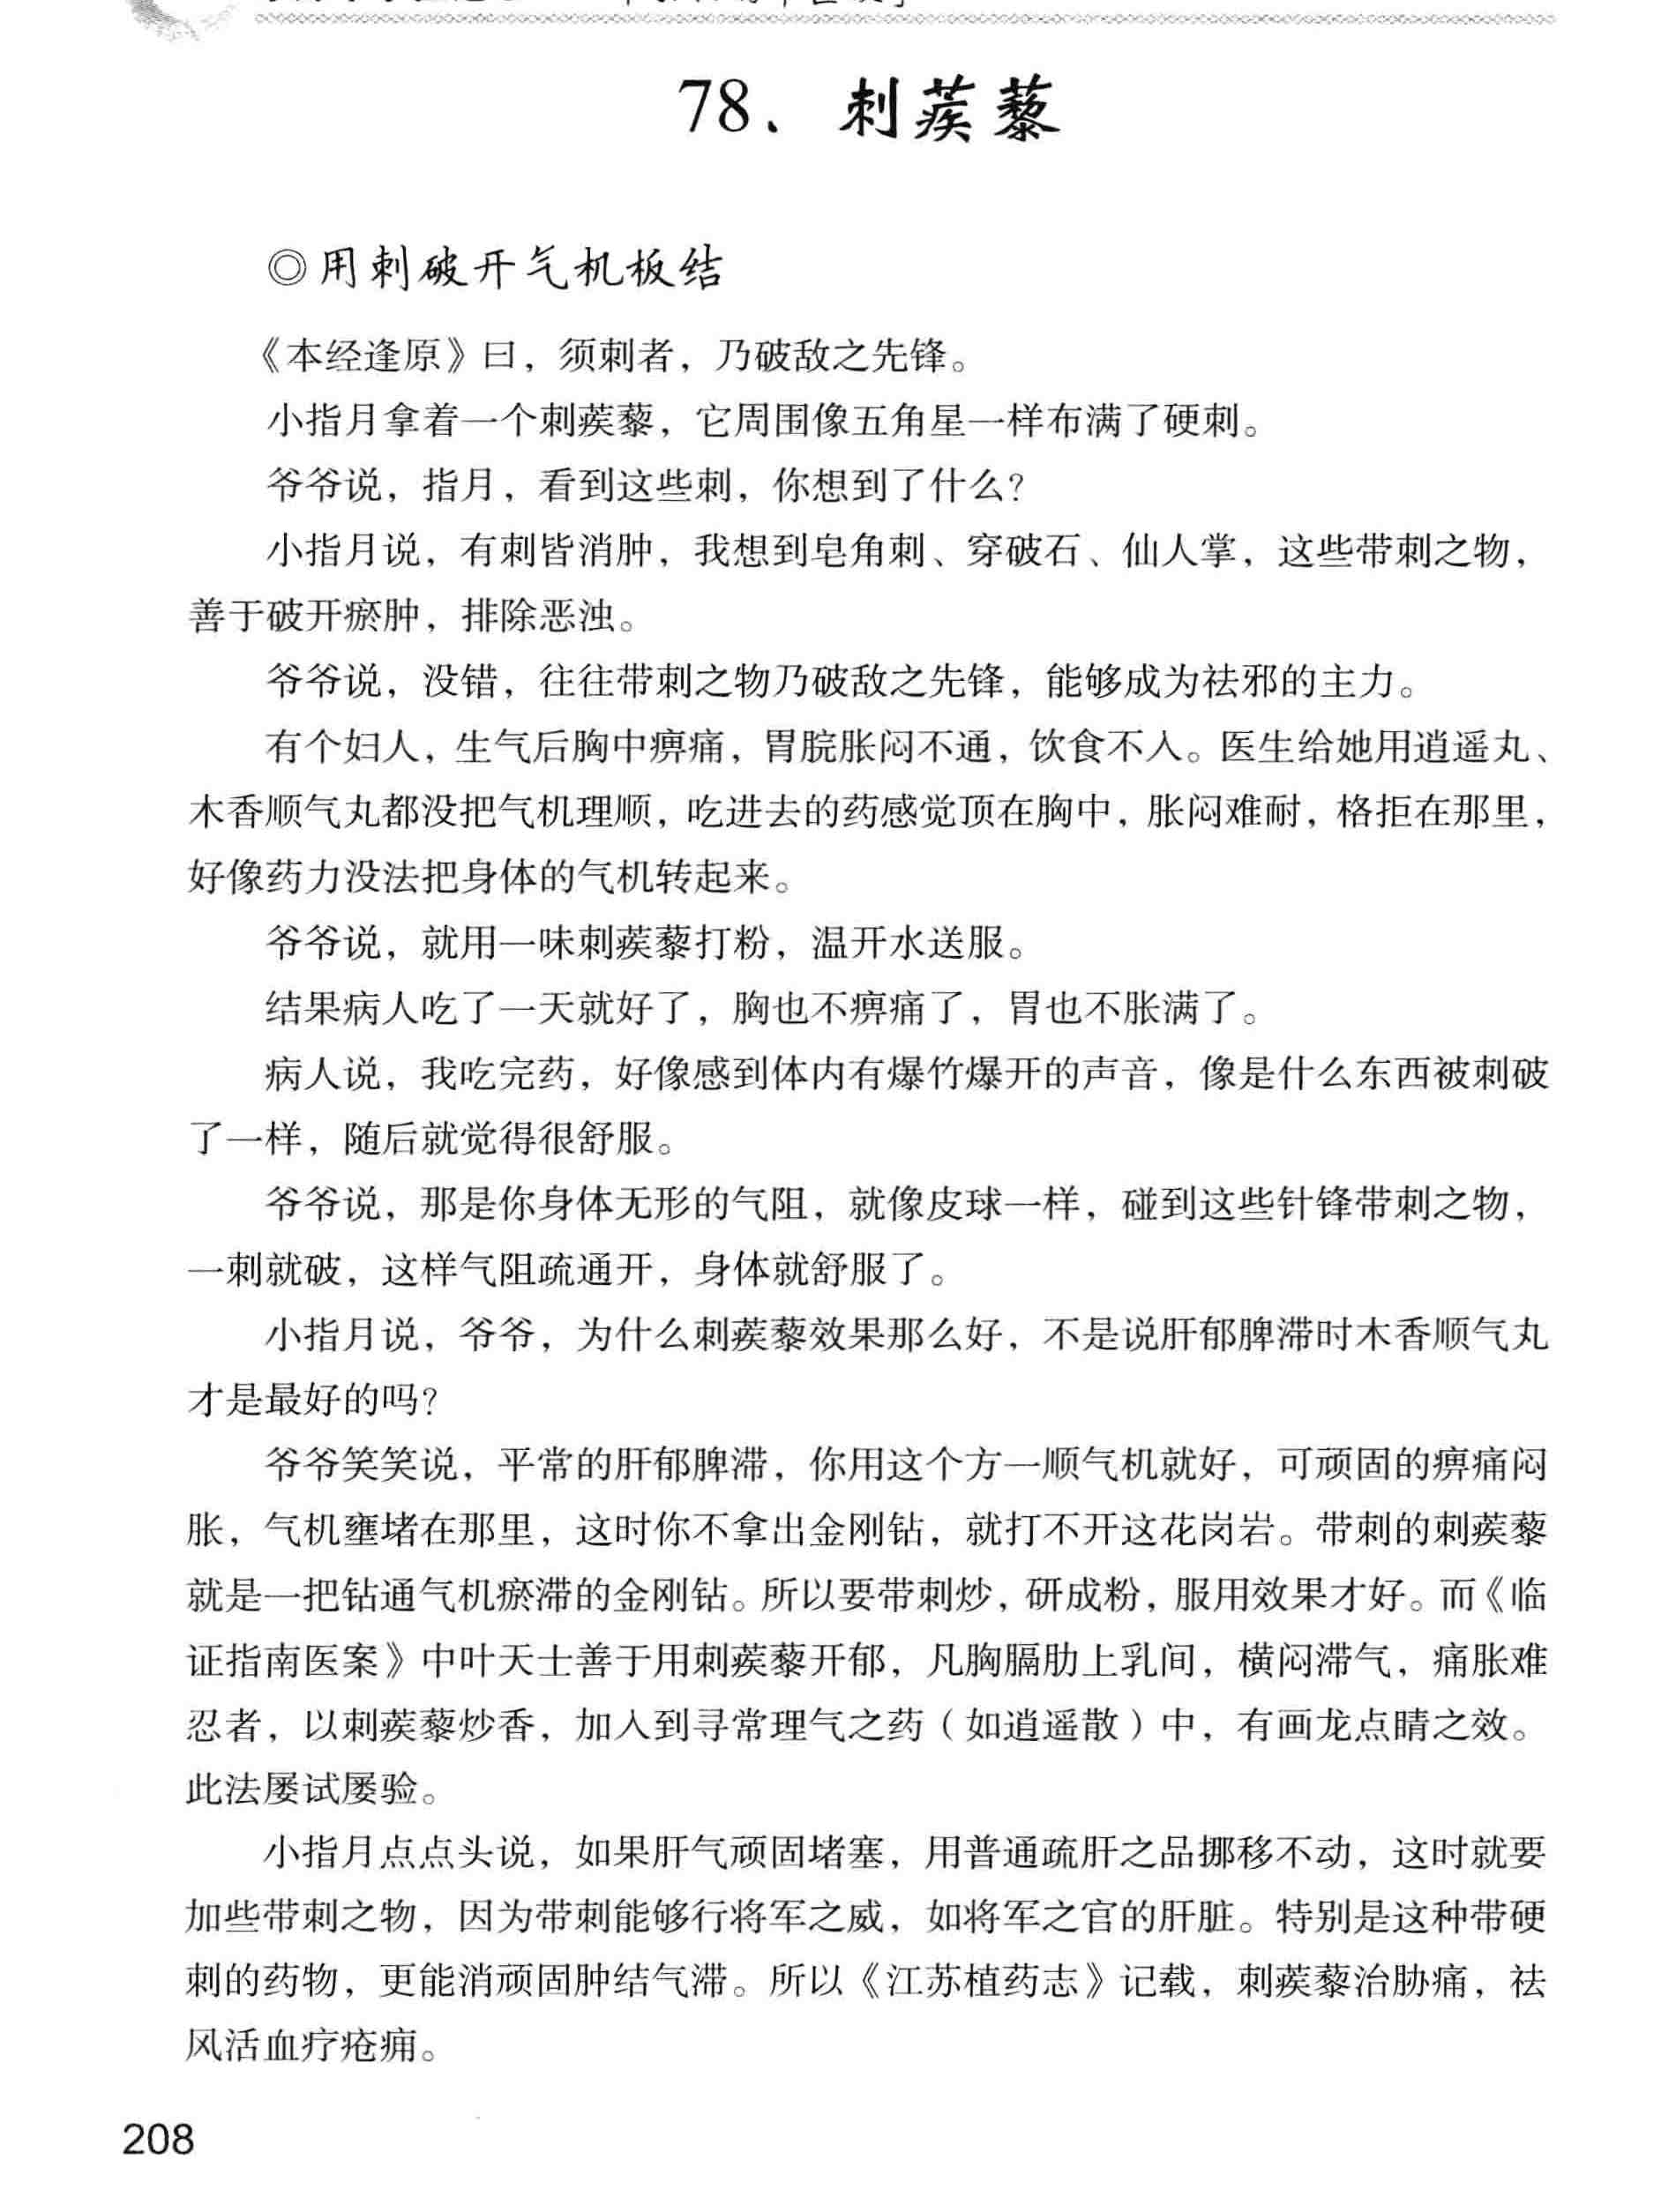 78、刺蒺藜
◎用刺破开气机板结
《本经逢原》曰，须刺者，乃破敌之先锋。
小指月拿着一个刺蒺藜，它周围像五角星一样布满了硬刺。
爷爷说，指月，看到这些刺，你想到了什么？
小指月说，有刺皆消肿，我想到皂角刺、穿破石、仙人掌，这些带刺之物，
善于破开瘀肿，排除恶浊。
爷爷说，没错，往往带刺之物乃破敌之先锋，能够成为祛邪的主力。
有个妇人，生气后胸中痹痛，胃脘胀闷不通，饮食不入。医生给她用逍遥丸、
木香顺气丸都没把气机理顺，吃进去的药感觉顶在胸中，胀闷难耐，格拒在那里，
好像药力没法把身体的气机转起来。
爷爷说，就用一味刺蒺藜打粉，温开水送服。
结果病人吃了一天就好了，胸也不痹痛了，胃也不胀满了。
病人说，我吃完药，好像感到体内有爆竹爆开的声音，像是什么东西被刺破
了一样，随后就觉得很舒服。
爷爷说，那是你身体无形的气阻，就像皮球一样，碰到这些针锋带刺之物，
一刺就破，这样气阻疏通开，身体就舒服了。
小指月说，爷爷，为什么刺蒺藜效果那么好，不是说肝郁脾滞时木香顺气丸
才是最好的吗？
爷爷笑笑说，平常的肝郁脾滞，你用这个方一顺气机就好，可顽固的痹痛闷
胀，气机壅堵在那里，这时你不拿出金刚钻，就打不开这花岗岩。带刺的刺蒺藜
就是一把钻通气机瘀滞的金刚钻。所以要带刺炒，研成粉，服用效果才好。而《临
证指南医案》中叶天士善于用刺蒺藜开郁，凡胸膈肋上乳间，横闷滞气，痛胀难
忍者，以刺蒺藜炒香，加入到寻常理气之药（如逍遥散）中，有画龙点睛之效。
此法屡试屡验。
小指月点点头说，如果肝气顽固堵塞，用普通疏肝之品挪移不动，这时就要
加些带刺之物，因为带刺能够行将军之威，如将军之官的肝脏。特别是这种带硬
刺的药物，更能消顽固肿结气滞。所以《江苏植药志》记载，刺蒺藜治胁痛，祛
风活血疗疮痈。
208